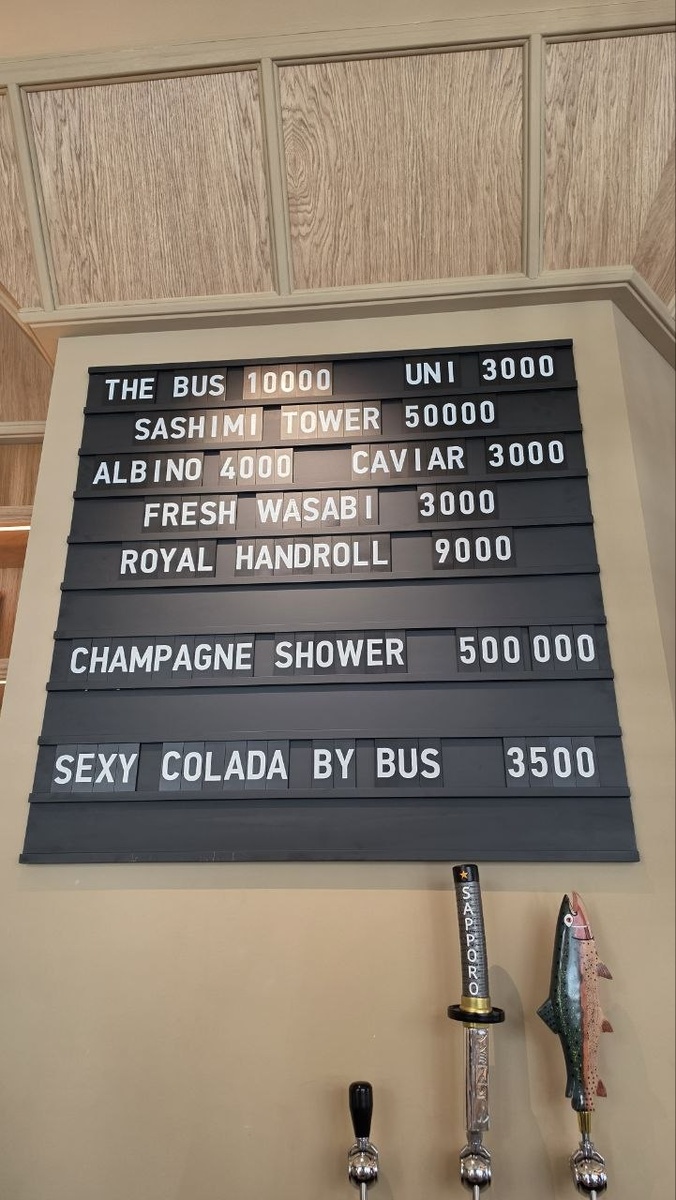 THE BUS 10000 UNI 3000
SASHIMI TOWER 50000
ALBINO 4000 CAVIAR 3000
FRESH WASABI 3000
ROYAL HANDROLL 9000
CHAMPAGNE SHOWER 500 000
SEXY COLADA BY BUS 3500
SAPPORO